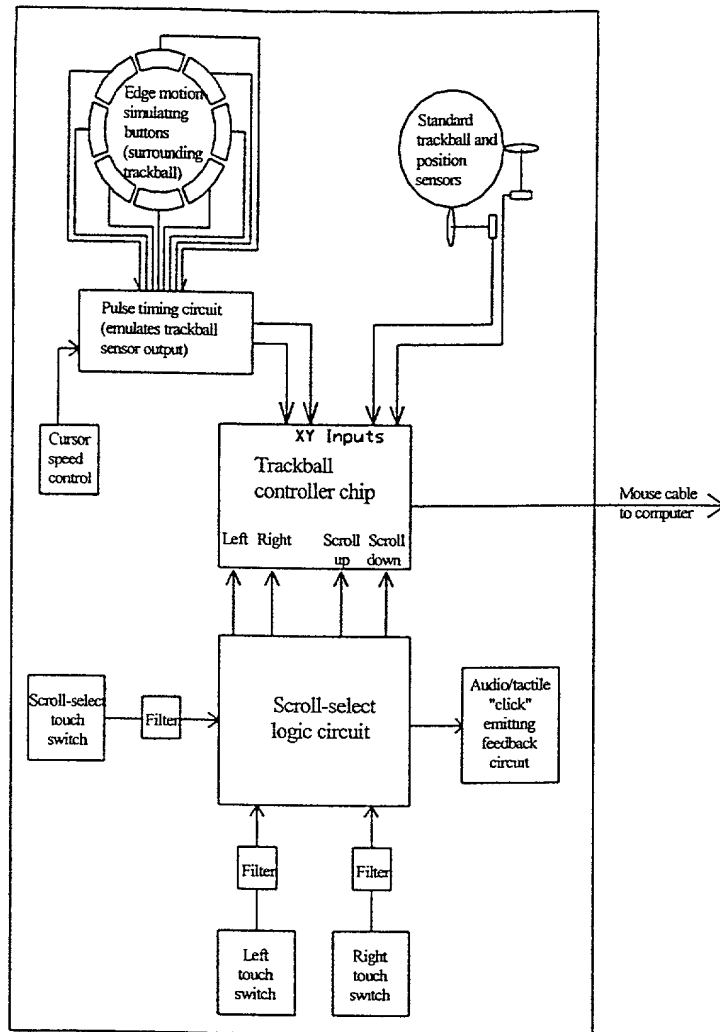 Edge motion
simulating
buttons
(surrounding
trackball)
Standard
trackball and
position
sensors
Pulse timing circuit
(emulates trackball
sensor output)
Cursor
speed
control
XY Inputs
Trackball
controller chip
Left Right Scroll up Scroll down
Mouse cable
to computer
Scroll-select
touch
switch
Filter
Scroll-select
logic circuit
Audio/tactile
"click"
emitting
feedback
circuit
Filter
Filter
Left
touch
switch
Right
touch
switch